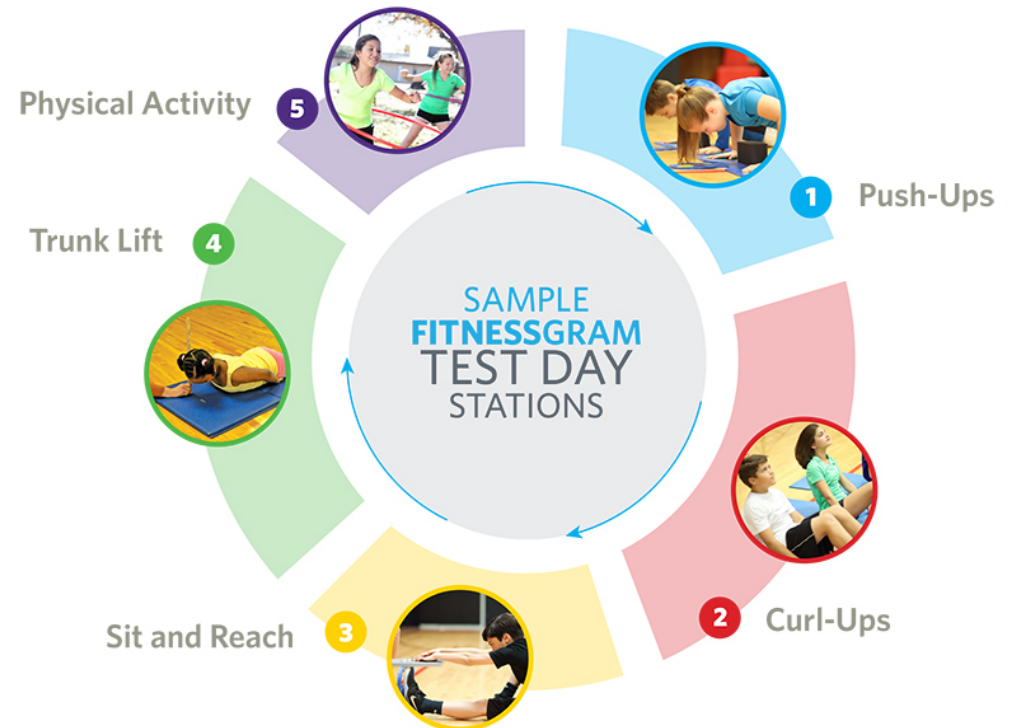 SAMPLE
FITNESSGRAM
TEST DAY
STATIONS
1
Push-Ups
2
Curl-Ups
3
Sit and Reach
4
Trunk Lift
5
Physical Activity